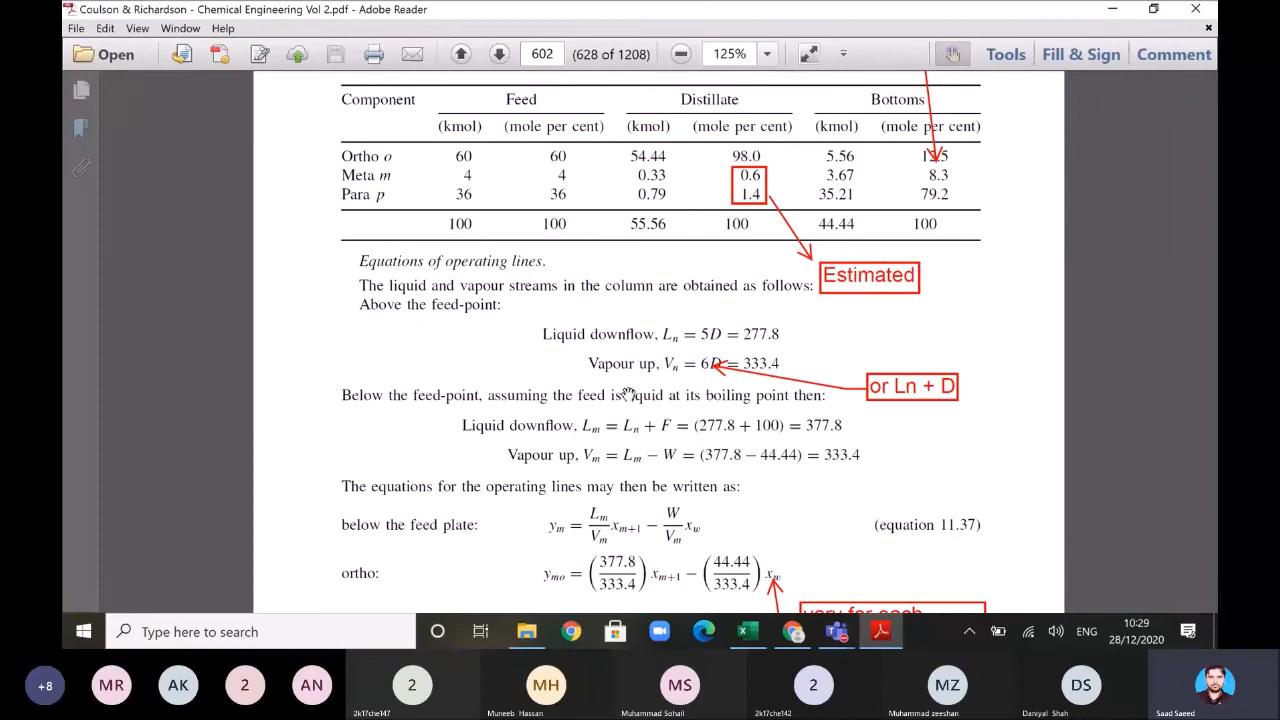 Coulson & Richardson - Chemical Engineering Vol 2.pdf - Adobe Reader
File Edit View Window Help
Open 602 (628 of 1208) 125% Tools Fill & Sign Comment
Component Feed Distillate Bottoms
(kmol) (mole per cent) (kmol) (mole per cent) (kmol) (mole per cent)
Ortho o 60 60 54.44 98.0 5.56
Meta m 4 4 0.33 0.6 3.67 8.3
Para p 36 36 0.79 1.4 35.21 79.2
100 100 55.56 100 44.44 100
Equations of operating lines.
Estimated
The liquid and vapour streams in the column are obtained as follows:
Above the feed-point:
Liquid downflow, Ln = 5D = 277.8
Vapour up, Vn = 6D = 333.4
or Ln + D
Below the feed-point, assuming the feed is liquid at its boiling point then:
Liquid downflow, Lm = Ln + F = (277.8 + 100) = 377.8
Vapour up, Vm = Lm − W = (377.8 − 44.44) = 333.4
The equations for the operating lines may then be written as:
below the feed plate: ym = Lm/Vm xm+1 − W/Vm xw (equation 11.37)
ortho: ymo = (377.8/333.4) xm+1 − (44.44/333.4) xw
vary for each
Type here to search
ENG
10:29
28/12/2020
+8 MR AK 2 AN 2 MH MS 2 MZ DS
2k17che147 Muneeb Hassan Muhammad Sohail 2k17che142 Muhammad zeeshan Daniyal Shah Saad Saeed